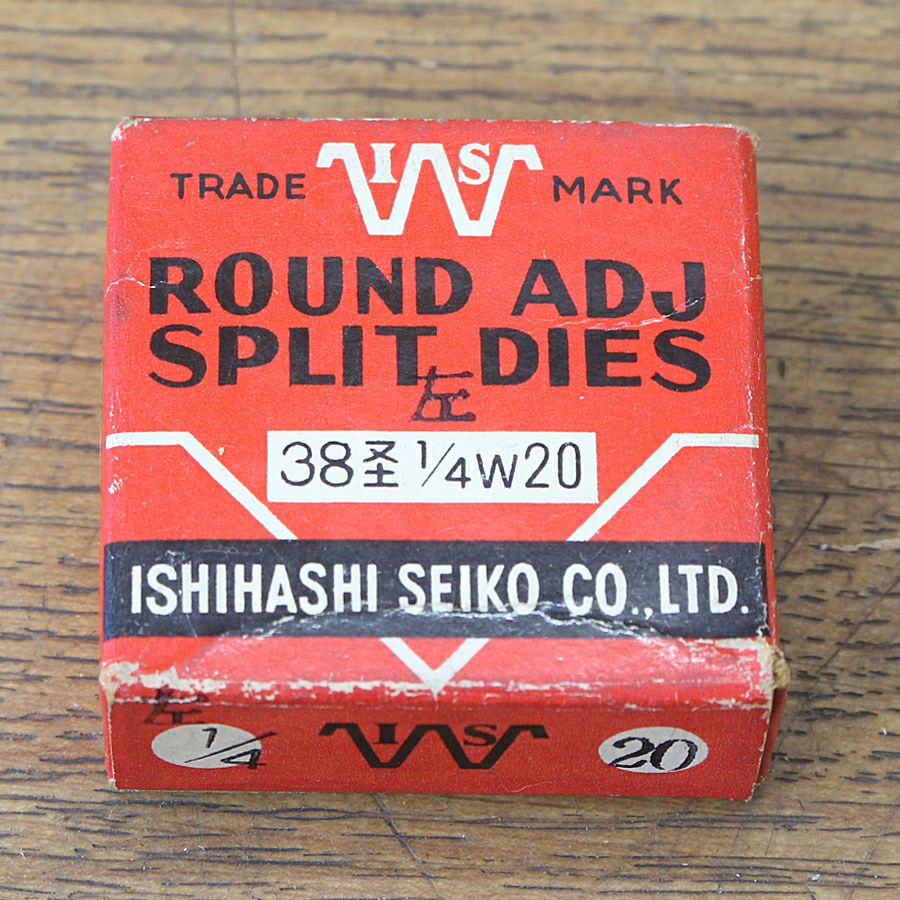 TRADE IS MARK
ROUND ADJ
SPLIT DIES
左
38圣 1/4W20
ISHIHASHI SEIKO CO.,LTD.
左
1/4 IS 20